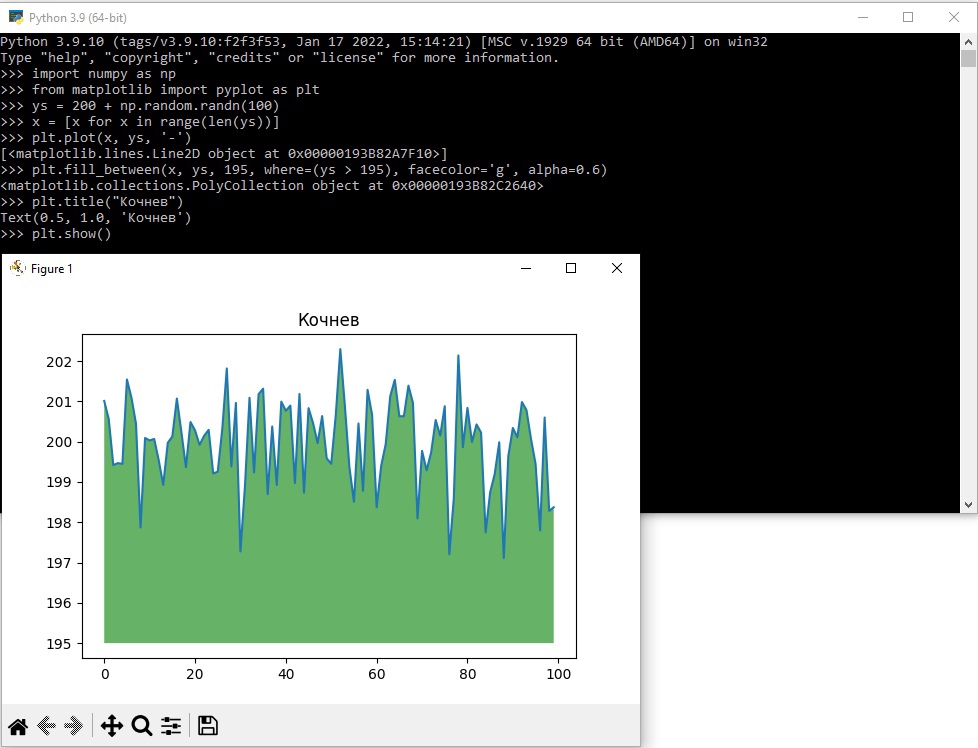 Python 3.9 (64-bit)
Python 3.9.10 (tags/v3.9.10:f2f3f53, Jan 17 2022, 15:14:21) [MSC v.1929 64 bit (AMD64)] on win32
Type "help", "copyright", "credits" or "license" for more information.
>>> import numpy as np
>>> from matplotlib import pyplot as plt
>>> ys = 200 + np.random.randn(100)
>>> x = [x for x in range(len(ys))]
>>> plt.plot(x, ys, '-')
[<matplotlib.lines.Line2D object at 0x00000193B82A7F10>]
>>> plt.fill_between(x, ys, 195, where=(ys > 195), facecolor='g', alpha=0.6)
<matplotlib.collections.PolyCollection object at 0x00000193B82C2640>
>>> plt.title("Кочнев")
Text(0.5, 1.0, 'Кочнев')
>>> plt.show()
Figure 1
Кочнев
202
201
200
199
198
197
196
195
0 20 40 60 80 100